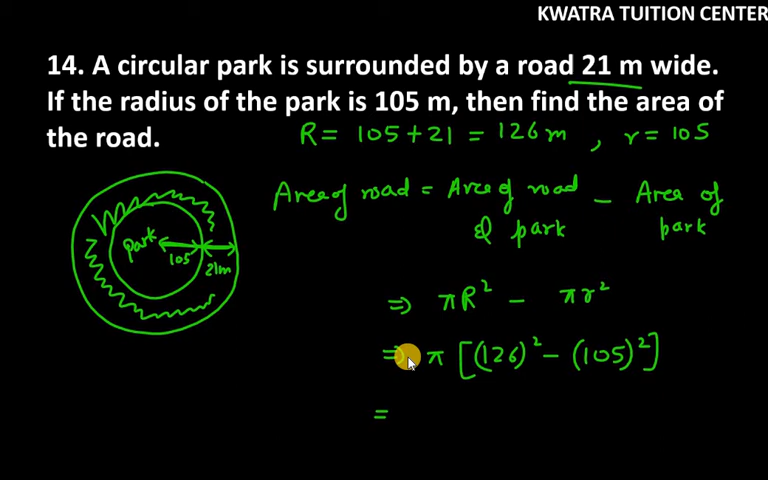 KWATRA TUITION CENTER
14. A circular park is surrounded by a road 21 m wide.
If the radius of the park is 105 m, then find the area of
the road.
R = 105 + 21 = 126 m , r = 105
Area of road = Area of road & park − Area of park
park
105
21m
⇒ πR² − πr²
⇒ π [(126)² − (105)²]
=